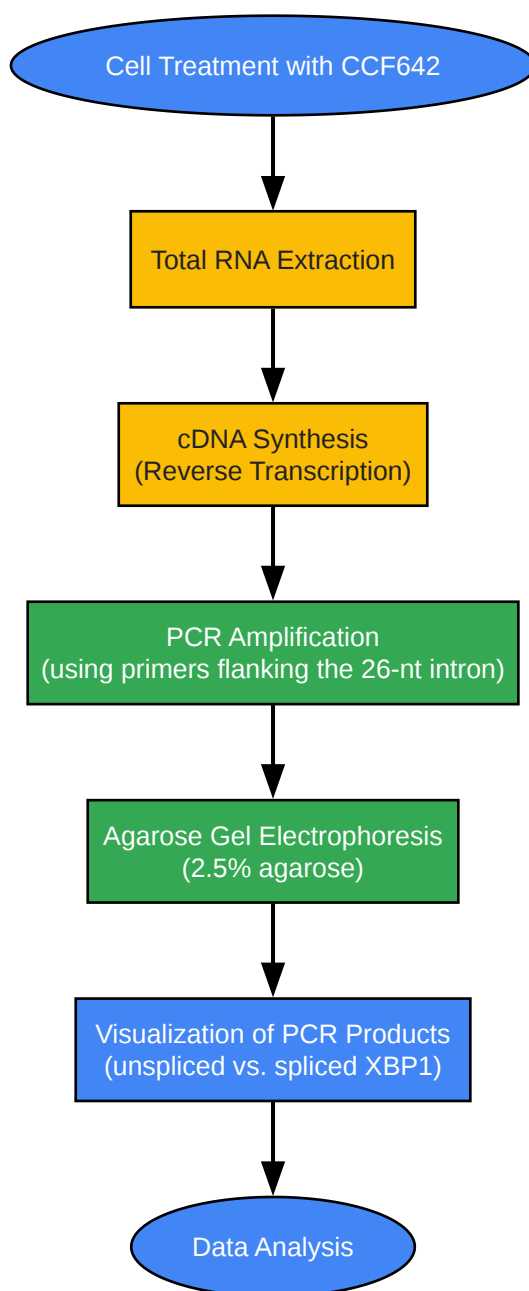 Cell Treatment with CCF642
Total RNA Extraction
cDNA Synthesis
(Reverse Transcription)
PCR Amplification
(using primers flanking the 26-nt intron)
Agarose Gel Electrophoresis
(2.5% agarose)
Visualization of PCR Products
(unspliced vs. spliced XBP1)
Data Analysis